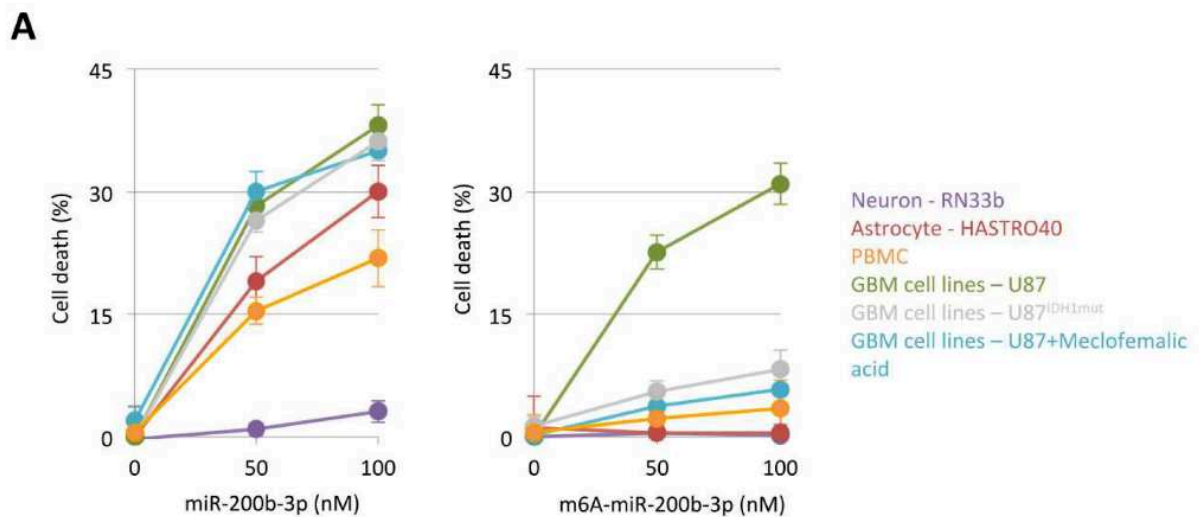 A
45
30
15
0
Cell death (%)
0 50 100
miR-200b-3p (nM)
45
30
15
0
Cell death (%)
0 50 100
m6A-miR-200b-3p (nM)
Neuron - RN33b
Astrocyte - HASTRO40
PBMC
GBM cell lines – U87
GBM cell lines – U87IDH1mut
GBM cell lines – U87+Meclofemalic
acid